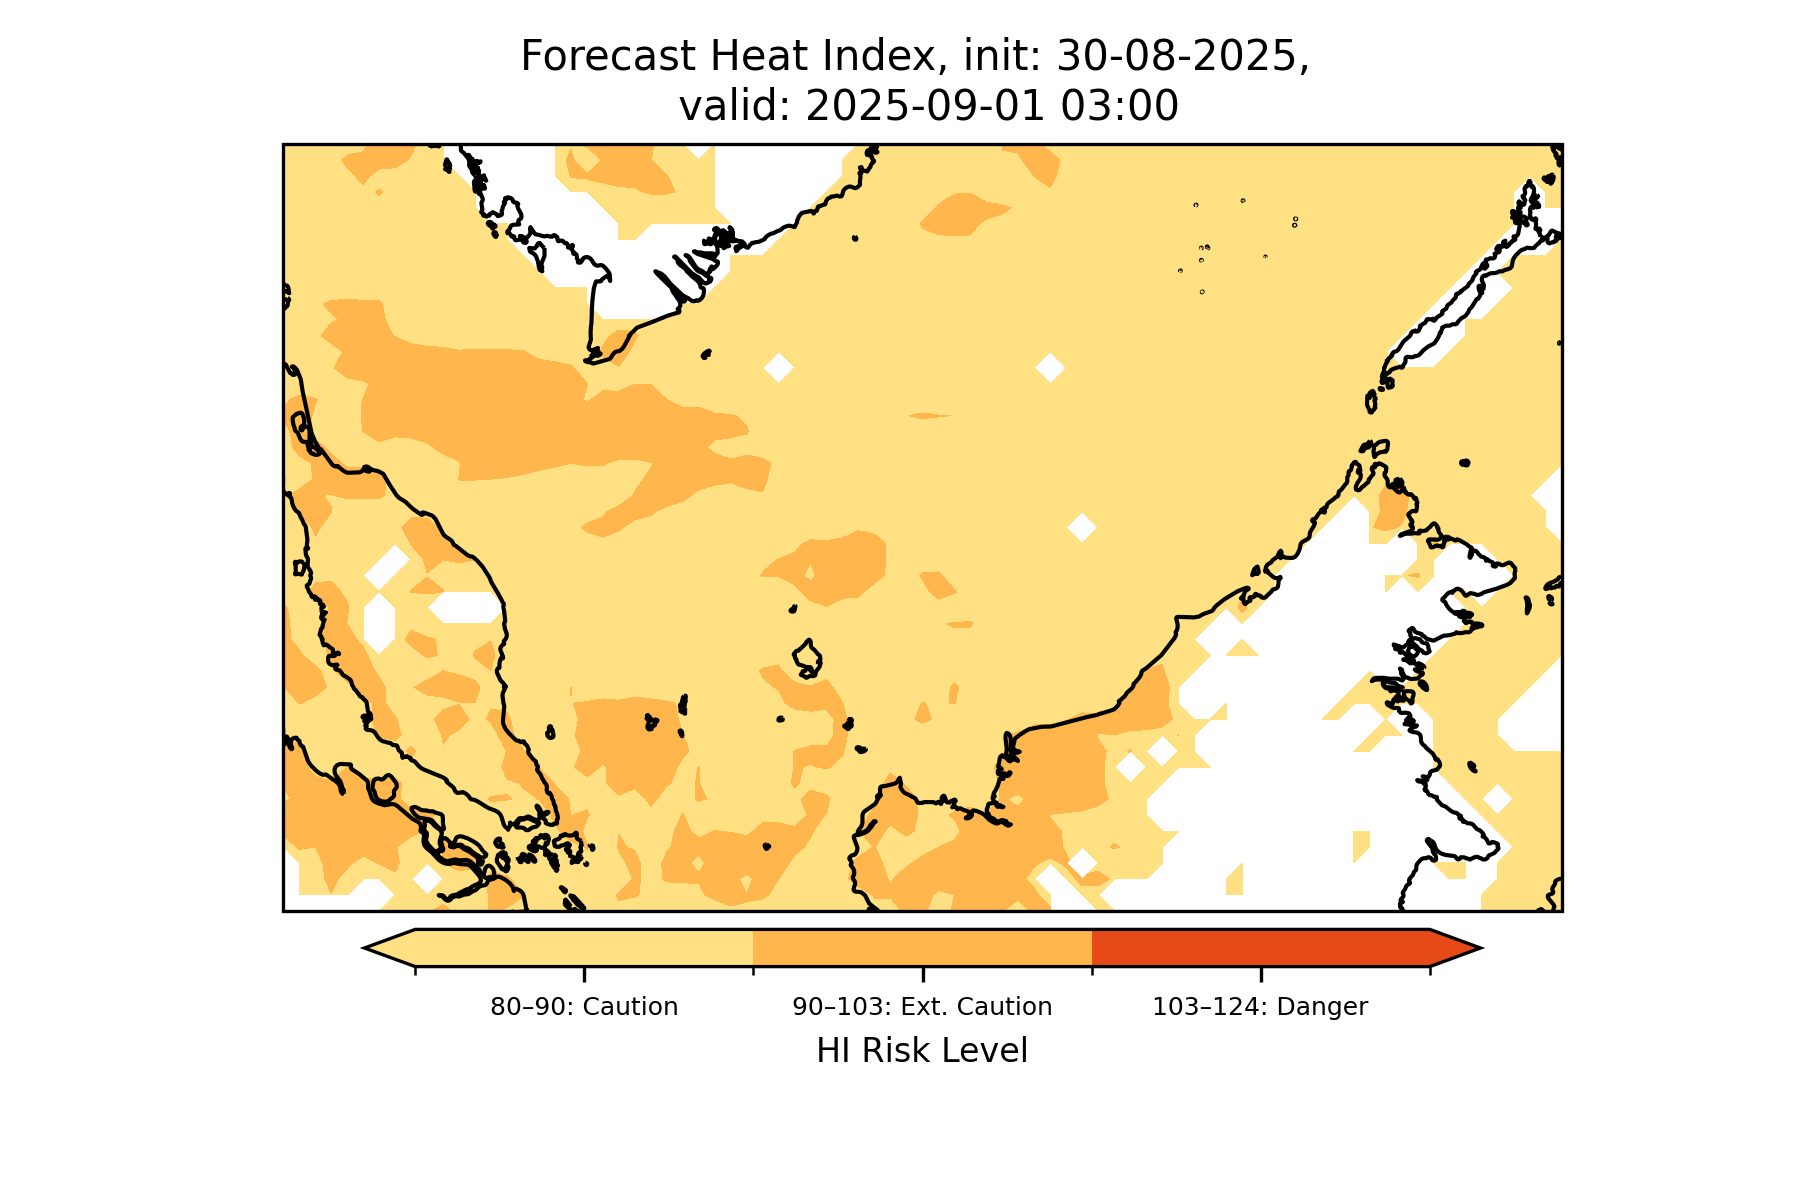 Forecast Heat Index, init: 30-08-2025,
valid: 2025-09-01 03:00
80–90: Caution
90–103: Ext. Caution
103–124: Danger
HI Risk Level